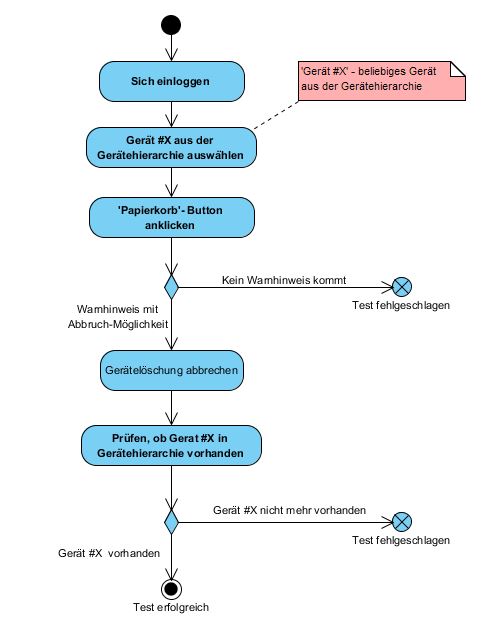 Sich einloggen
'Gerät #X' - beliebiges Gerät
aus der Gerätehierarchie
Gerät #X aus der
Gerätehierarchie auswählen
'Papierkorb'- Button
anklicken
Kein Warnhinweis kommt
Test fehlgeschlagen
Warnhinweis mit
Abbruch-Möglichkeit
Gerätelöschung abbrechen
Prüfen, ob Gerat #X in
Gerätehierarchie vorhanden
Gerät #X nicht mehr vorhanden
Test fehlgeschlagen
Gerät #X vorhanden
Test erfolgreich